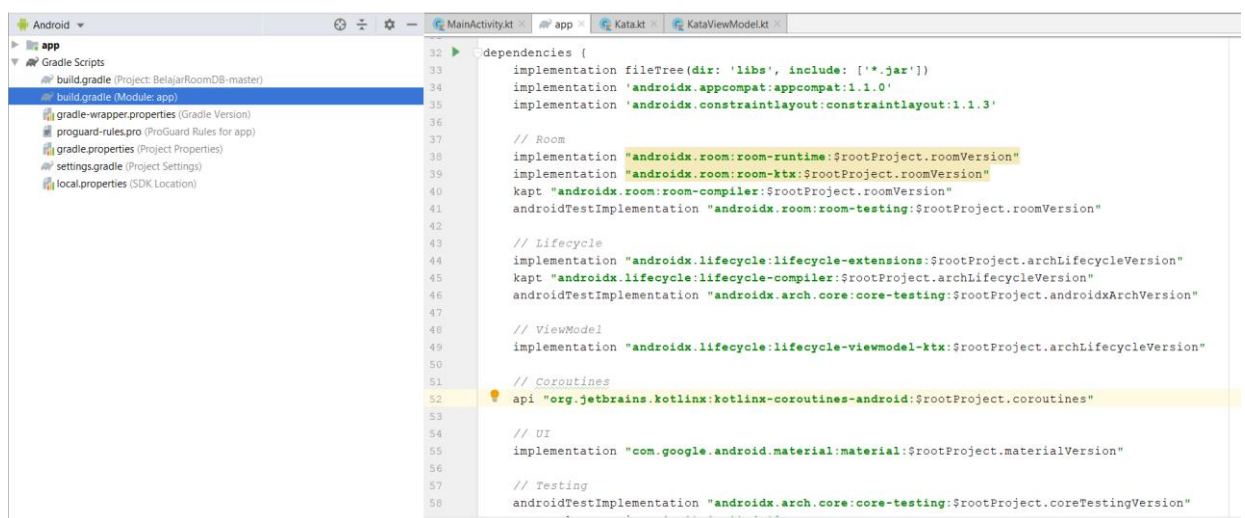 Android
app
Gradle Scripts
build.gradle (Project: BelajarRoomDB-master)
build.gradle (Module: app)
gradle-wrapper.properties (Gradle Version)
proguard-rules.pro (ProGuard Rules for app)
gradle.properties (Project Properties)
settings.gradle (Project Settings)
local.properties (SDK Location)
MainActivity.kt × app × Kata.kt × KataViewModel.kt ×
32 dependencies {
33 implementation fileTree(dir: 'libs', include: ['*.jar'])
34 implementation 'androidx.appcompat:appcompat:1.1.0'
35 implementation 'androidx.constraintlayout:constraintlayout:1.1.3'
36
37 // Room
38 implementation "androidx.room:room-runtime:$rootProject.roomVersion"
39 implementation "androidx.room:room-ktx:$rootProject.roomVersion"
40 kapt "androidx.room:room-compiler:$rootProject.roomVersion"
41 androidTestImplementation "androidx.room:room-testing:$rootProject.roomVersion"
42
43 // Lifecycle
44 implementation "androidx.lifecycle:lifecycle-extensions:$rootProject.archLifecycleVersion"
45 kapt "androidx.lifecycle:lifecycle-compiler:$rootProject.archLifecycleVersion"
46 androidTestImplementation "androidx.arch.core:core-testing:$rootProject.androidxArchVersion"
47
48 // ViewModel
49 implementation "androidx.lifecycle:lifecycle-viewmodel-ktx:$rootProject.archLifecycleVersion"
50
51 // Coroutines
52 api "org.jetbrains.kotlinx:kotlinx-coroutines-android:$rootProject.coroutines"
53
54 // UI
55 implementation "com.google.android.material:material:$rootProject.materialVersion"
56
57 // Testing
58 androidTestImplementation "androidx.arch.core:core-testing:$rootProject.coreTestingVersion"